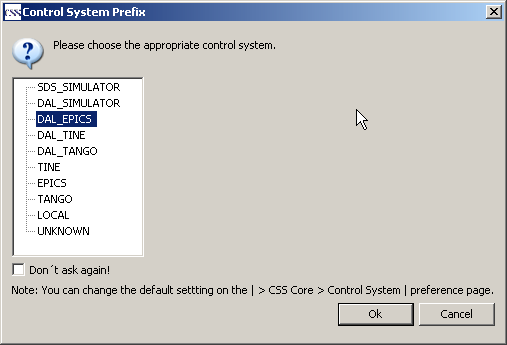 CSS Control System Prefix
Please choose the appropriate control system.
SDS_SIMULATOR
DAL_SIMULATOR
DAL_EPICS
DAL_TINE
DAL_TANGO
TINE
EPICS
TANGO
LOCAL
UNKNOWN
Don´t ask again!
Note: You can change the default settting on the | > CSS Core > Control System | preference page.
Ok Cancel